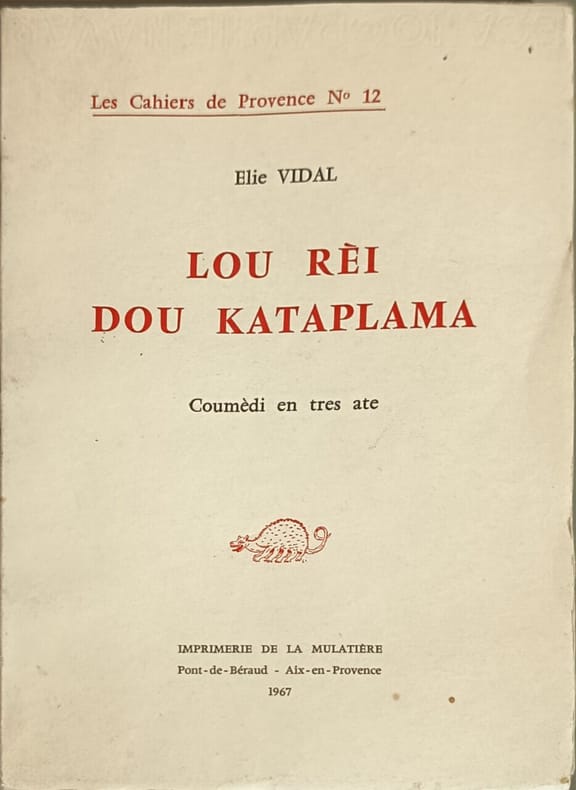 Les Cahiers de Provence Nº 12
Elie VIDAL
LOU RÈI
DOU KATAPLAMA
Coumèdi en tres ate
IMPRIMERIE DE LA MULATIÈRE
Pont-de-Béraud - Aix-en-Provence
1967